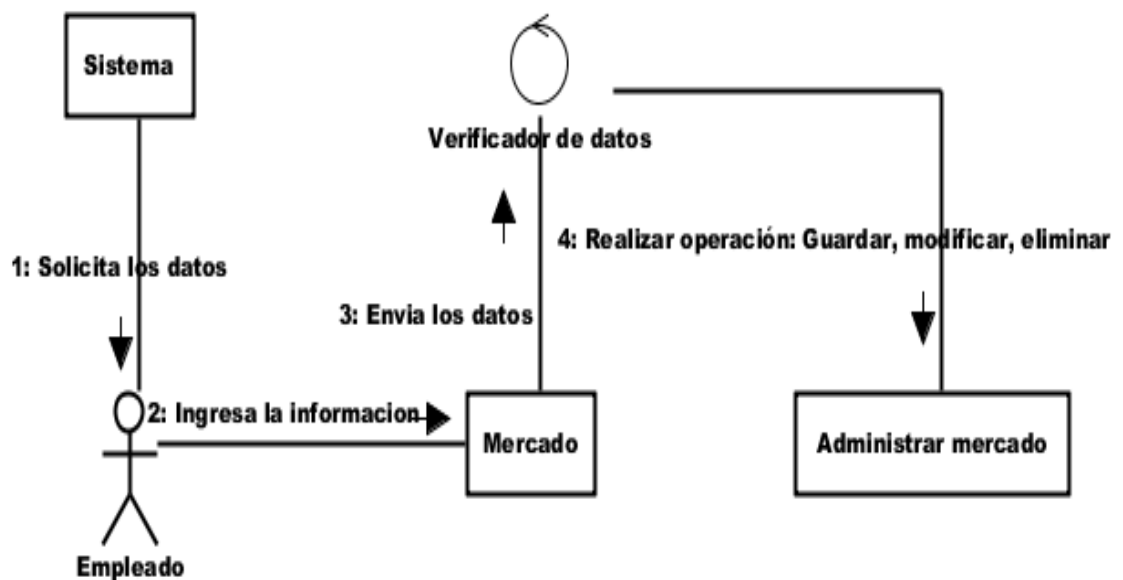 Sistema
Verificador de datos
4: Realizar operación: Guardar, modificar, eliminar
1: Solicita los datos
3: Envia los datos
2: Ingresa la informacion
Mercado
Administrar mercado
Empleado